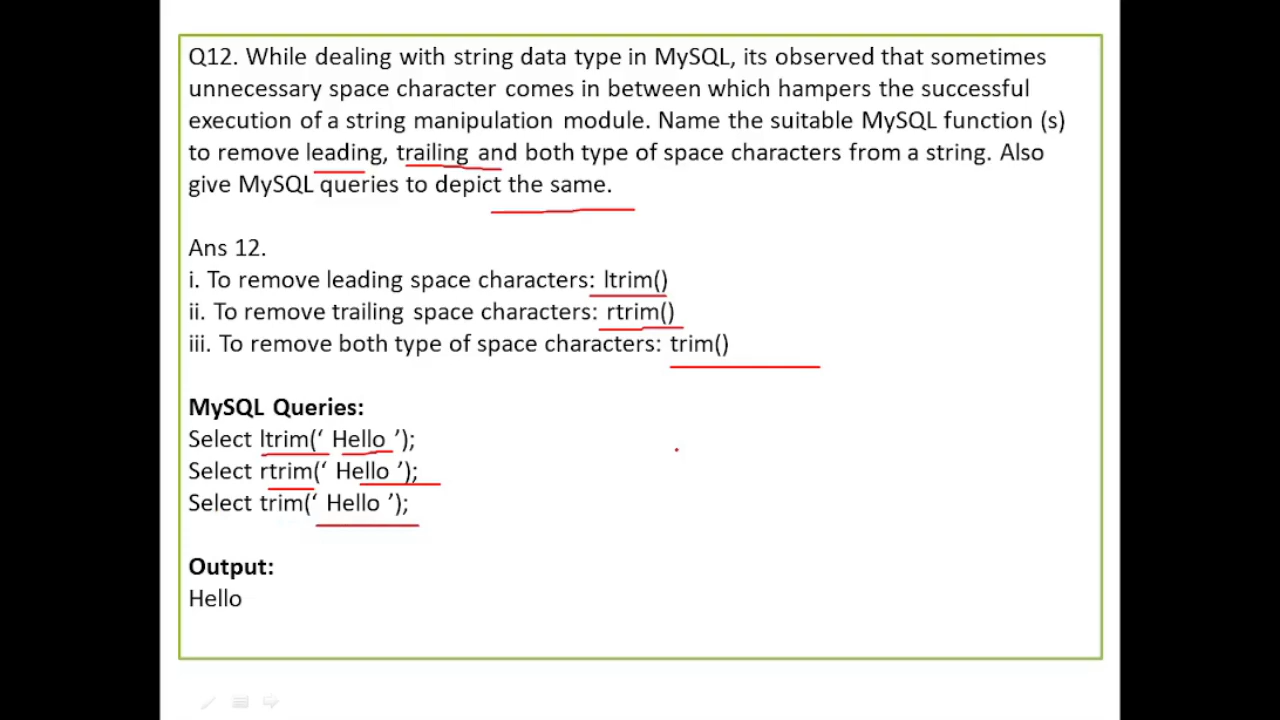 Q12. While dealing with string data type in MySQL, its observed that sometimes
unnecessary space character comes in between which hampers the successful
execution of a string manipulation module. Name the suitable MySQL function (s)
to remove leading, trailing and both type of space characters from a string. Also
give MySQL queries to depict the same.
Ans 12.
i. To remove leading space characters: ltrim()
ii. To remove trailing space characters: rtrim()
iii. To remove both type of space characters: trim()
MySQL Queries:
Select ltrim(‘ Hello ’);
Select rtrim(‘ Hello ’);
Select trim(‘ Hello ’);
Output:
Hello